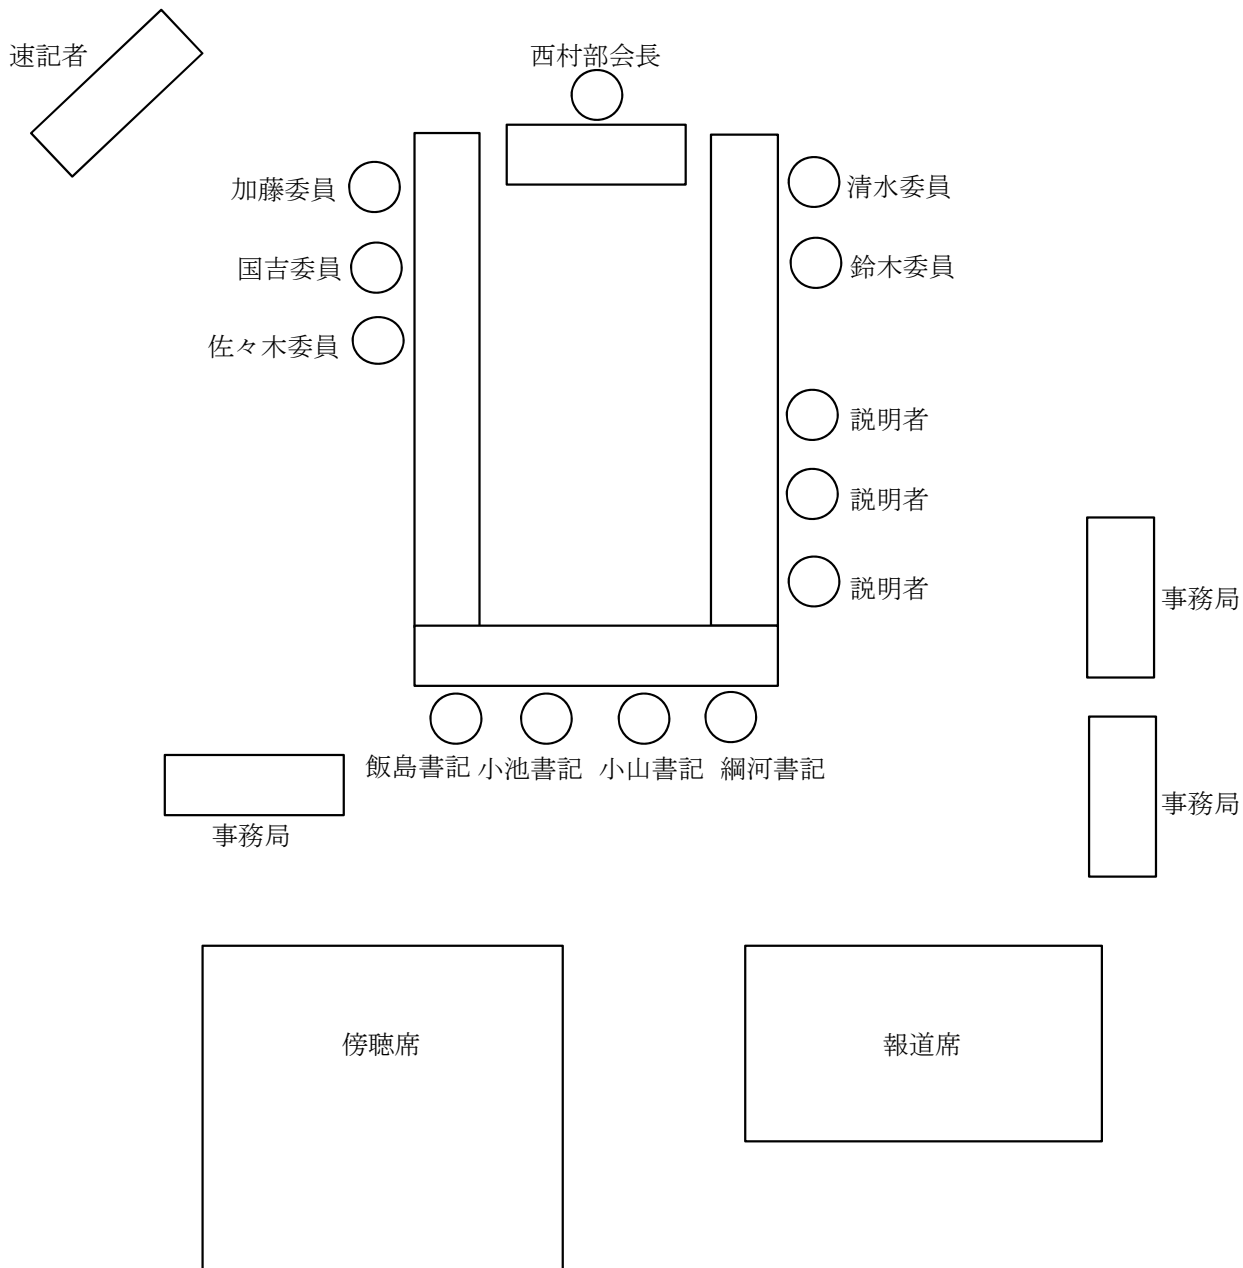 速記者
西村部会長
加藤委員
清水委員
国吉委員
鈴木委員
佐々木委員
説明者
説明者
説明者
事務局
飯島書記
小池書記
小山書記
綱河書記
事務局
事務局
傍聴席
報道席